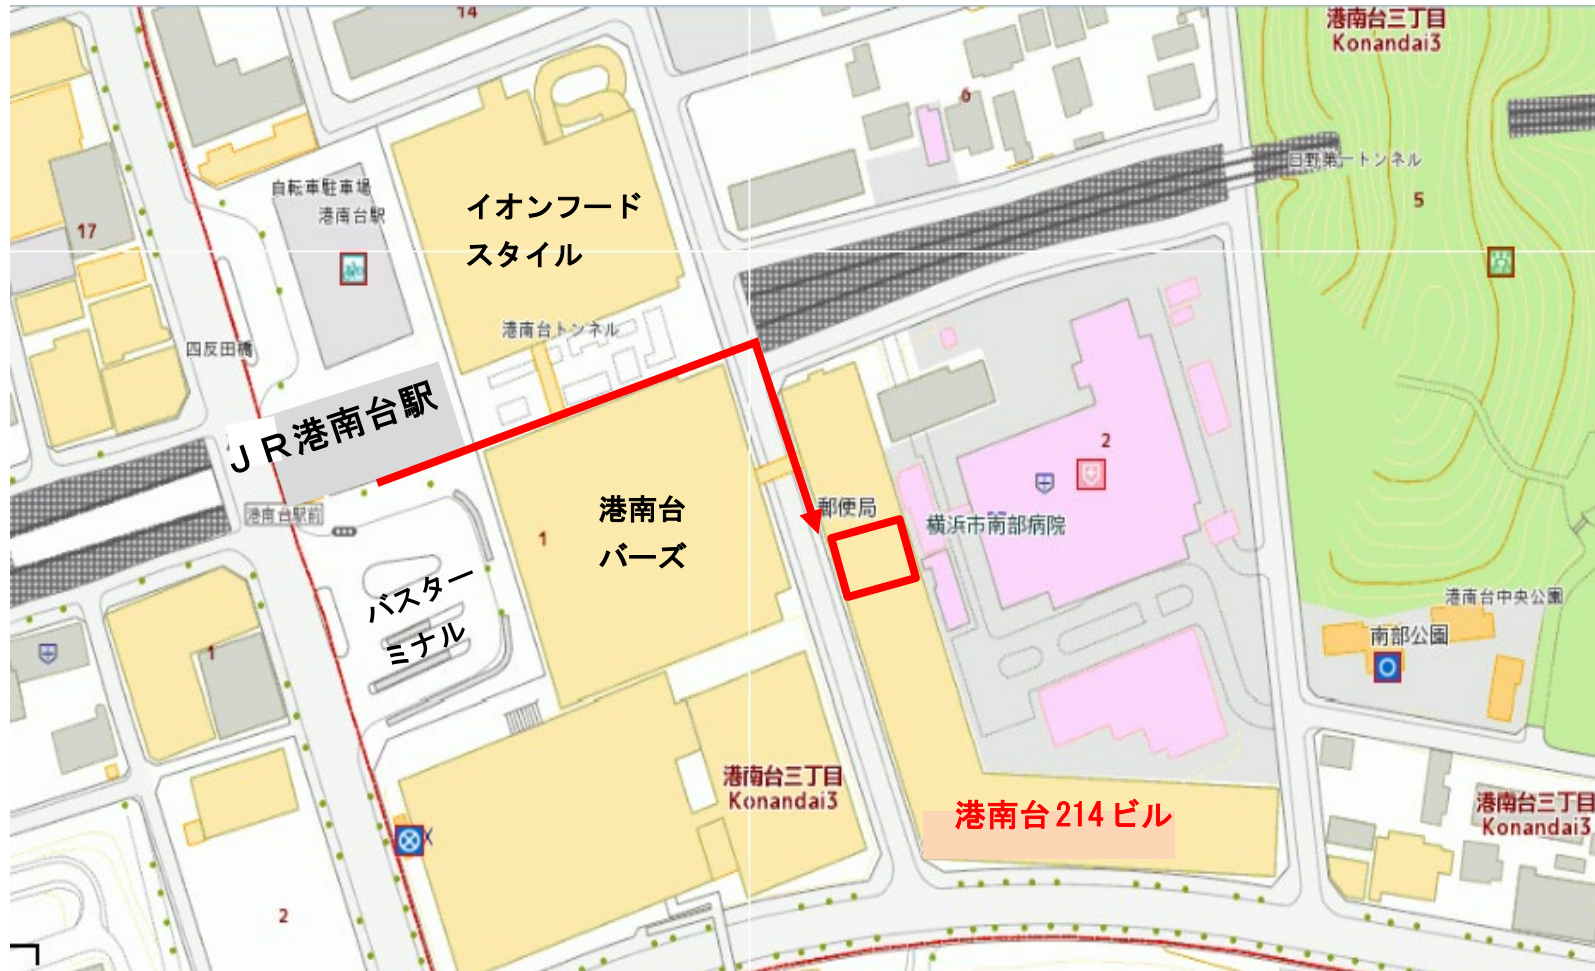 14
港南台三丁目
Konandai3
6
日野第一トンネル
自転車駐車場
港南台駅
イオンフード
スタイル
5
17
港南台トンネル
四反田橋
JR港南台駅
2
港南台駅前
郵便局
横浜市南部病院
港南台
バーズ
1
バスター
ミナル
港南台中央公園
南部公園
1
港南台三丁目
Konandai3
港南台214ビル
港南台三丁目
Konandai3
2